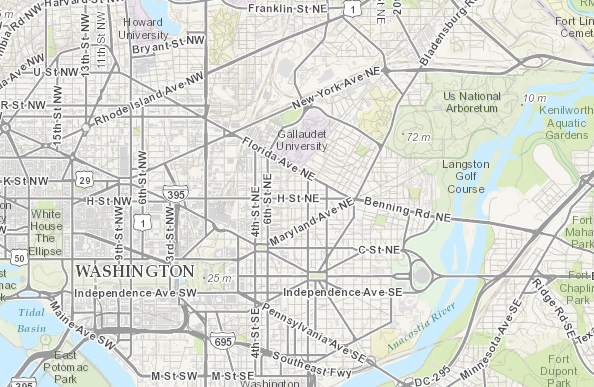 Harvard-St-NW
Franklin-St-NE
1
Howard
University
Bryant-St-NW
Bladensburg-Rd
Fort Lin
Cemet
13th-St-NW
11th-St-NW
U-St-NW
New-York-Ave-NE
Us National
Arboretum
10 m
R-St-NW
Rhode-Island-Ave-NW
Kenilworth
Aquatic
Gardens
15th-St-NW
Gallaudet
University
72 m
Florida-Ave-NE
Langston
Golf
Course
K-St-NW
29
6th-St-NW
395
4th-St-NE
6th-St-NE
H-St-NW
H-St-NE
Benning-Rd-NE
White
House
The
Ellipse
9th-St-NW
1
3rd-St-NW
Maryland-Ave-NE
Fort
Maha
Park
50
C-St-NE
WASHINGTON
25 m
Fort
Chaplin
Park
Independence-Ave-SW
Independence-Ave-SE
Tidal
Basin
Maine-Ave-SW
Pennsylvania-Ave-SE
Anacostia River
Ridge-Rd-SE
695
4th-St-SE
Minnesota-Ave-SE
East
Potomac
Park
Southeast-Fwy
Fort
Dupont
Park
M-St-SW
M-St-SE
DC-295
395
Washington